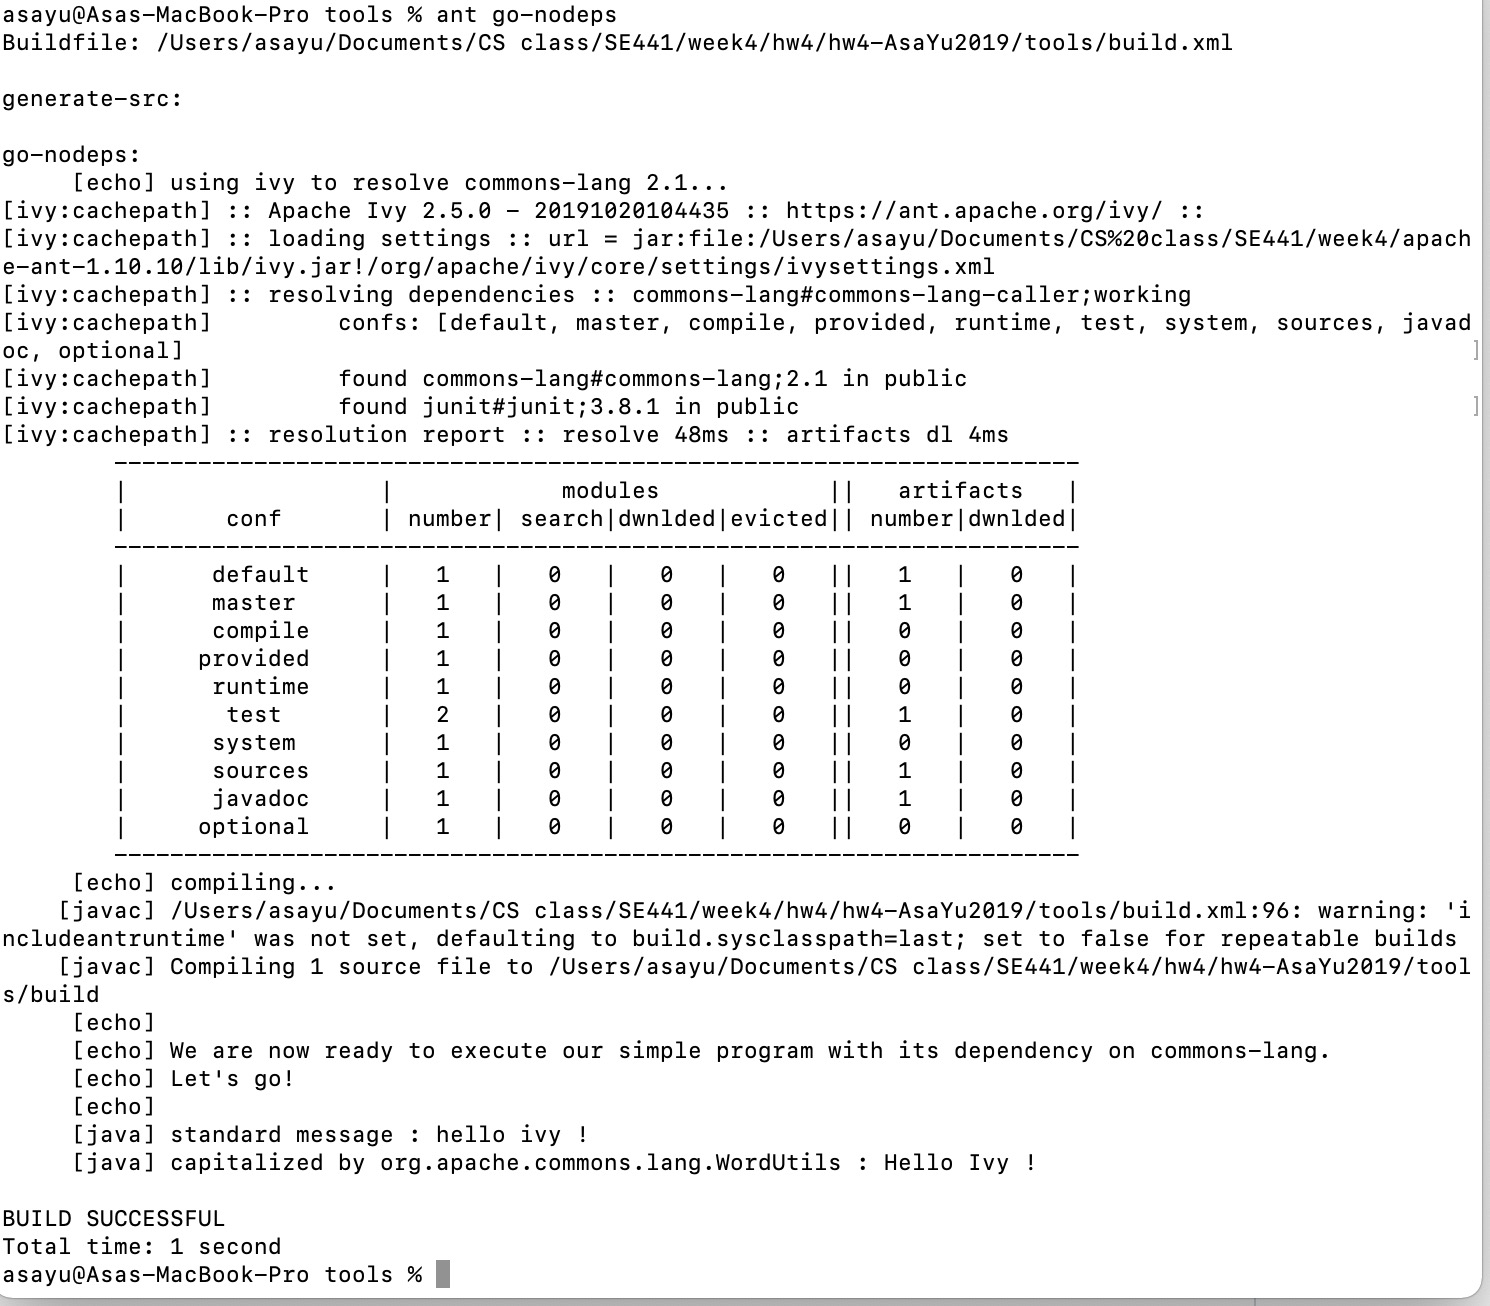 asayu@Asas-MacBook-Pro tools % ant go-nodeps
Buildfile: /Users/asayu/Documents/CS class/SE441/week4/hw4/hw4-AsaYu2019/tools/build.xml

generate-src:

go-nodeps:
     [echo] using ivy to resolve commons-lang 2.1...
[ivy:cachepath] :: Apache Ivy 2.5.0 - 20191020104435 :: https://ant.apache.org/ivy/ ::
[ivy:cachepath] :: loading settings :: url = jar:file:/Users/asayu/Documents/CS%20class/SE441/week4/apach
e-ant-1.10.10/lib/ivy.jar!/org/apache/ivy/core/settings/ivysettings.xml
[ivy:cachepath] :: resolving dependencies :: commons-lang#commons-lang-caller;working
[ivy:cachepath]         confs: [default, master, compile, provided, runtime, test, system, sources, javad
oc, optional]                                                                                            ]
[ivy:cachepath]         found commons-lang#commons-lang;2.1 in public
[ivy:cachepath]         found junit#junit;3.8.1 in public                                                ]
[ivy:cachepath] :: resolution report :: resolve 48ms :: artifacts dl 4ms
        ---------------------------------------------------------------------
        |                  |            modules            ||   artifacts   |
        |       conf       | number| search|dwnlded|evicted|| number|dwnlded|
        ---------------------------------------------------------------------
        |      default     |   1   |   0   |   0   |   0   ||   1   |   0   |
        |      master      |   1   |   0   |   0   |   0   ||   1   |   0   |
        |      compile     |   1   |   0   |   0   |   0   ||   0   |   0   |
        |     provided     |   1   |   0   |   0   |   0   ||   0   |   0   |
        |      runtime     |   1   |   0   |   0   |   0   ||   0   |   0   |
        |       test       |   2   |   0   |   0   |   0   ||   1   |   0   |
        |      system      |   1   |   0   |   0   |   0   ||   0   |   0   |
        |      sources     |   1   |   0   |   0   |   0   ||   1   |   0   |
        |      javadoc     |   1   |   0   |   0   |   0   ||   1   |   0   |
        |     optional     |   1   |   0   |   0   |   0   ||   0   |   0   |
        ---------------------------------------------------------------------
     [echo] compiling...
    [javac] /Users/asayu/Documents/CS class/SE441/week4/hw4/hw4-AsaYu2019/tools/build.xml:96: warning: 'i
ncludeantruntime' was not set, defaulting to build.sysclasspath=last; set to false for repeatable builds
    [javac] Compiling 1 source file to /Users/asayu/Documents/CS class/SE441/week4/hw4/hw4-AsaYu2019/tool
s/build
     [echo]
     [echo] We are now ready to execute our simple program with its dependency on commons-lang.
     [echo] Let's go!
     [echo]
     [java] standard message : hello ivy !
     [java] capitalized by org.apache.commons.lang.WordUtils : Hello Ivy !

BUILD SUCCESSFUL
Total time: 1 second
asayu@Asas-MacBook-Pro tools %